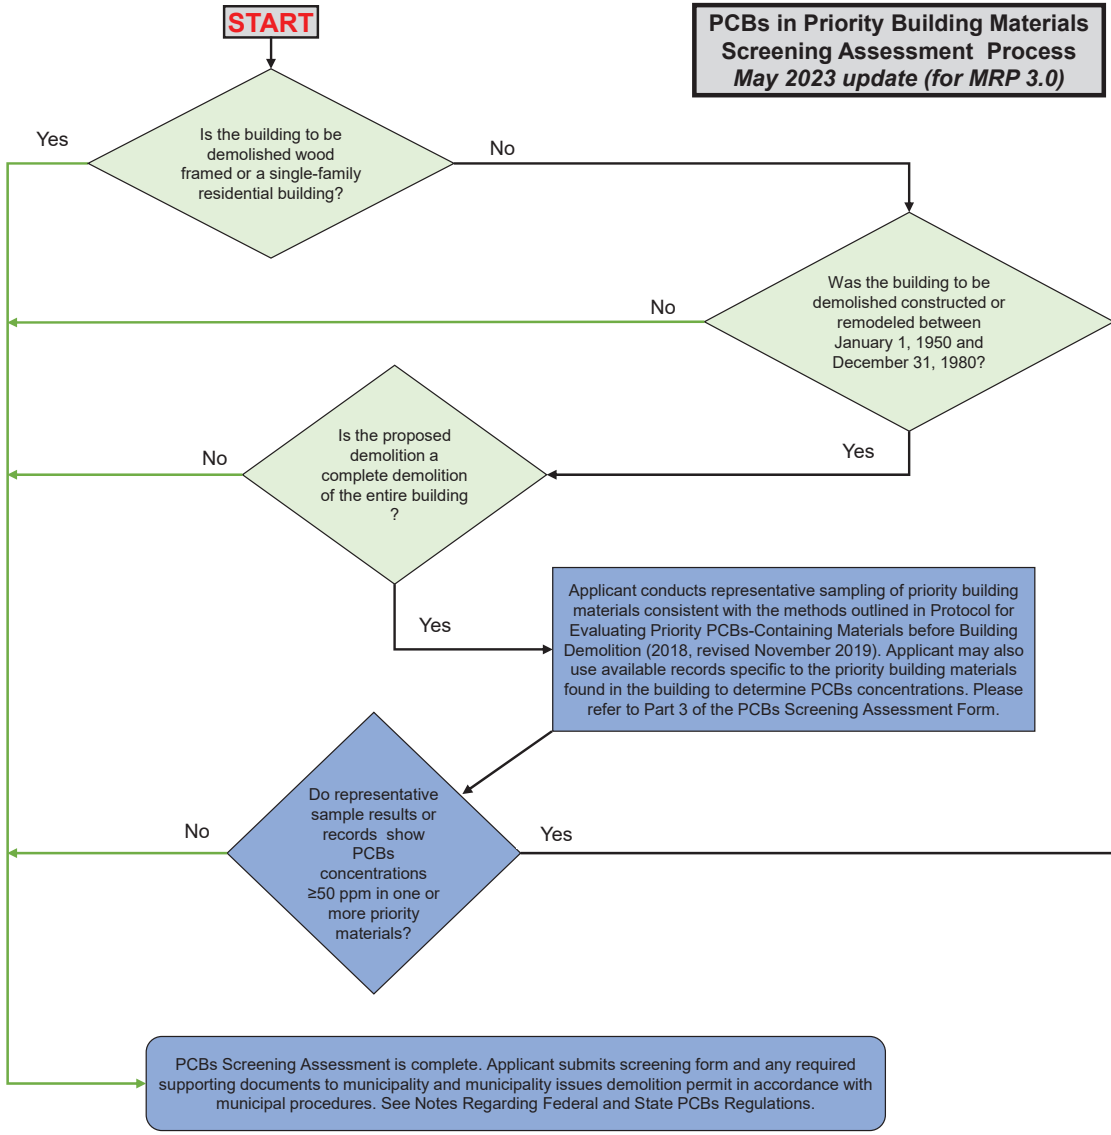 START
PCBs in Priority Building Materials
Screening Assessment Process
May 2023 update (for MRP 3.0)
Is the building to be
demolished wood
framed or a single-family
residential building?
Yes
No
Was the building to be
demolished constructed or
remodeled between
January 1, 1950 and
December 31, 1980?
No
Yes
Is the proposed
demolition a
complete demolition
of the entire building
?
No
Yes
Applicant conducts representative sampling of priority building
materials consistent with the methods outlined in Protocol for
Evaluating Priority PCBs-Containing Materials before Building
Demolition (2018, revised November 2019). Applicant may also
use available records specific to the priority building materials
found in the building to determine PCBs concentrations. Please
refer to Part 3 of the PCBs Screening Assessment Form.
Do representative
sample results or
records show
PCBs
concentrations
≥50 ppm in one or
more priority
materials?
No
Yes
PCBs Screening Assessment is complete. Applicant submits screening form and any required
supporting documents to municipality and municipality issues demolition permit in accordance with
municipal procedures. See Notes Regarding Federal and State PCBs Regulations.